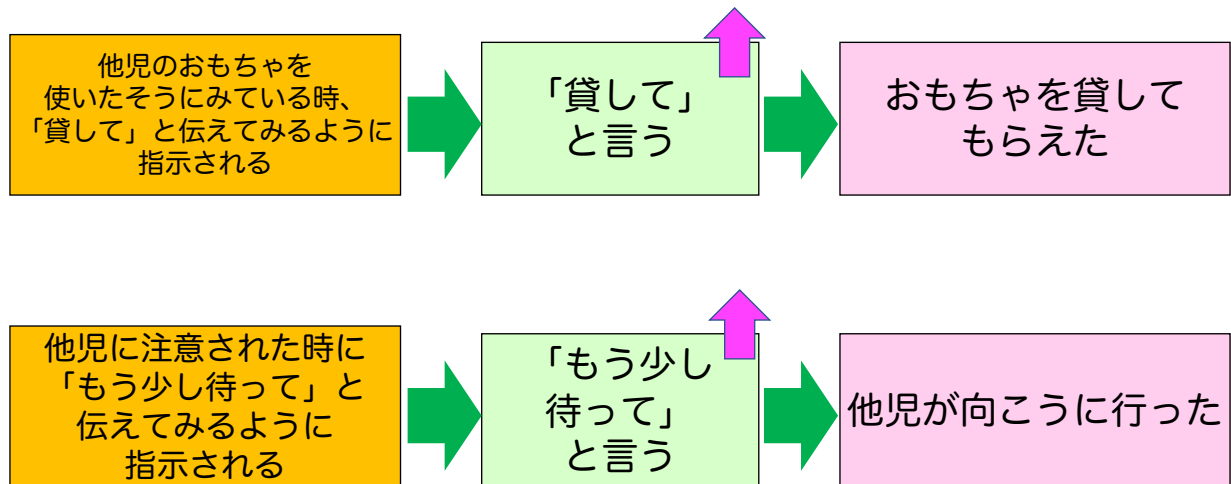 他児のおもちゃを
使いたそうにみている時、
「貸して」と伝えてみるように
指示される
「貸して」
と言う
おもちゃを貸して
もらえた
他児に注意された時に
「もう少し待って」と
伝えてみるように
指示される
「もう少し
待って」
と言う
他児が向こうに行った